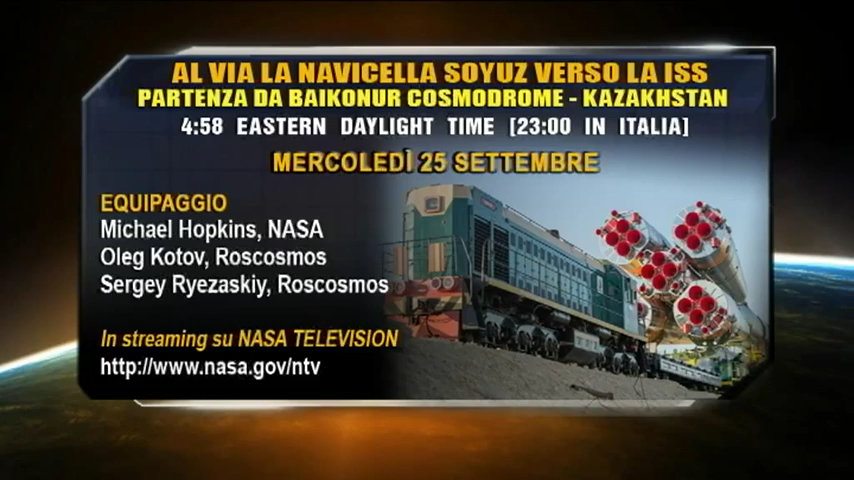 AL VIA LA NAVICELLA SOYUZ VERSO LA ISS
PARTENZA DA BAIKONUR COSMODROME - KAZAKHSTAN
4:58 EASTERN DAYLIGHT TIME [23:00 IN ITALIA]
MERCOLEDÌ 25 SETTEMBRE
EQUIPAGGIO
Michael Hopkins, NASA
Oleg Kotov, Roscosmos
Sergey Ryezaskiy, Roscosmos
In streaming su NASA TELEVISION
http://www.nasa.gov/ntv